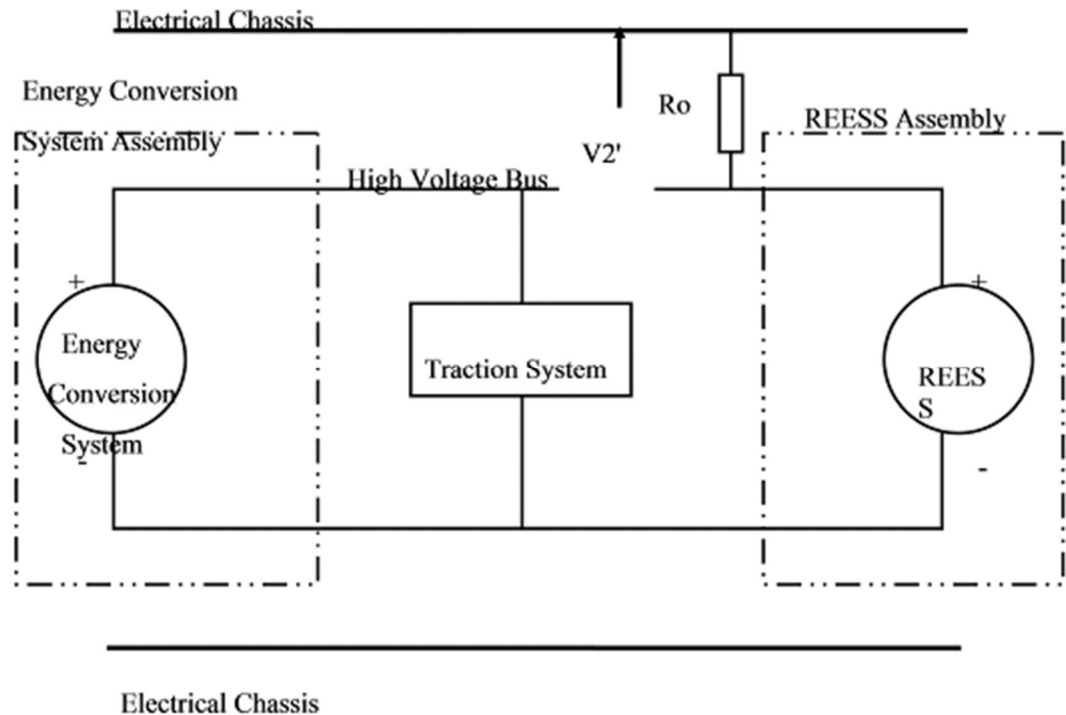 Electrical Chassis
Energy Conversion
System Assembly
Ro
REESS Assembly
V2'
High Voltage Bus
+
+
Energy
Conversion
System
-
Traction System
REES
S
-
Electrical Chassis